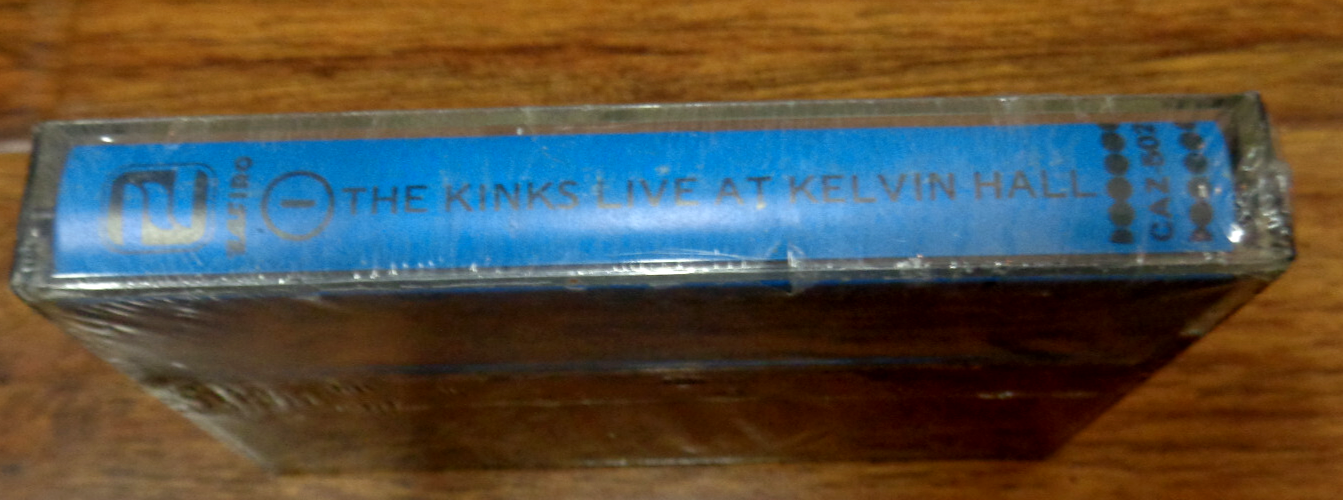 THE KINKS LIVE AT KELVIN HALL
CAZ 502